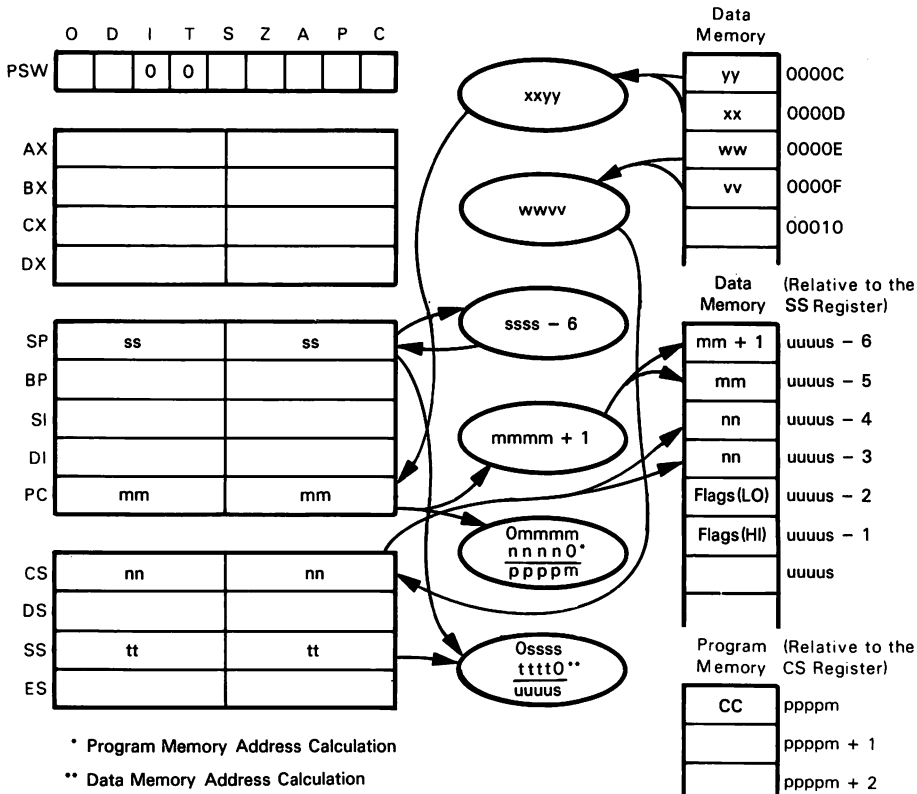 O D I T S Z A P C
PSW 0 0
AX
BX
CX
DX
SP ss ss
BP
SI
DI
PC mm mm
CS nn nn
DS
SS tt tt
ES
* Program Memory Address Calculation
** Data Memory Address Calculation
xxyy
wwvv
ssss – 6
mmmm + 1
0mmmm
nnnn0*
ppppm
0ssss
tttt0**
uuuus
Data
Memory
yy 0000C
xx 0000D
ww 0000E
vv 0000F
00010
Data (Relative to the
Memory SS Register)
mm + 1 uuuus – 6
mm uuuus – 5
nn uuuus – 4
nn uuuus – 3
Flags(LO) uuuus – 2
Flags(HI) uuuus – 1
uuuus
Program (Relative to the
Memory CS Register)
CC ppppm
ppppm + 1
ppppm + 2